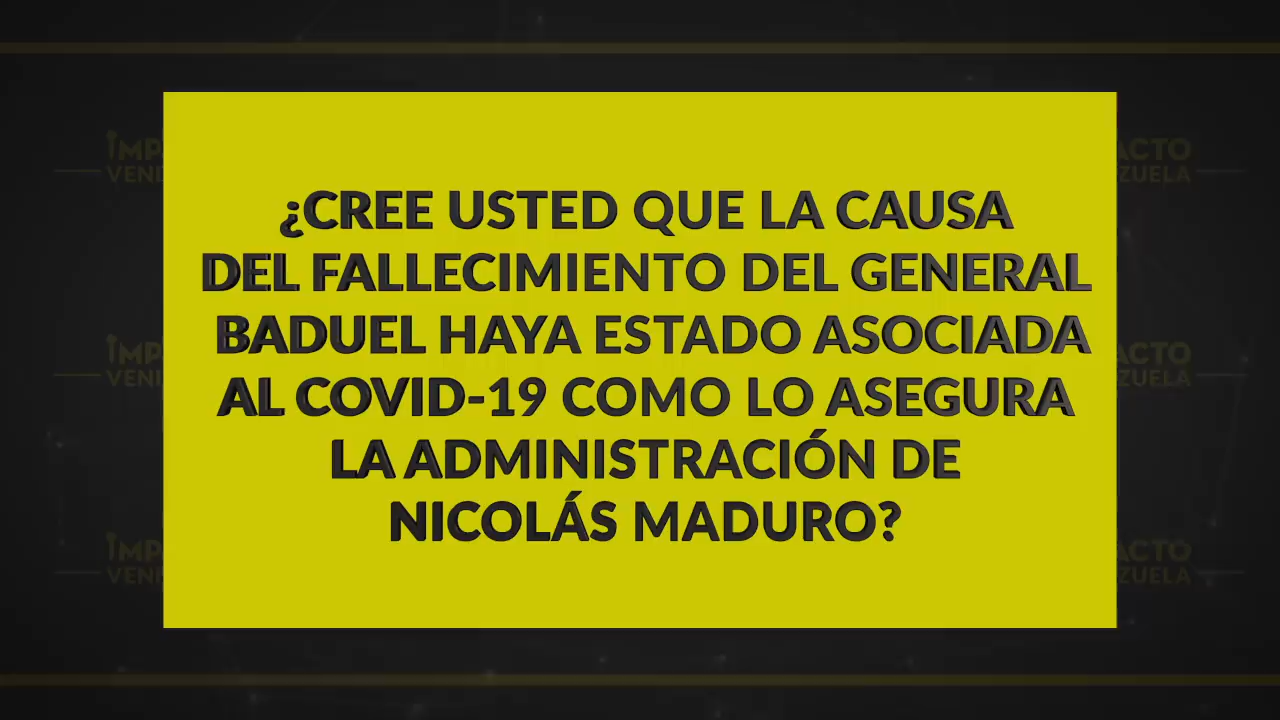 ¿CREE USTED QUE LA CAUSA
DEL FALLECIMIENTO DEL GENERAL
BADUEL HAYA ESTADO ASOCIADA
AL COVID-19 COMO LO ASEGURA
LA ADMINISTRACIÓN DE
NICOLÁS MADURO?